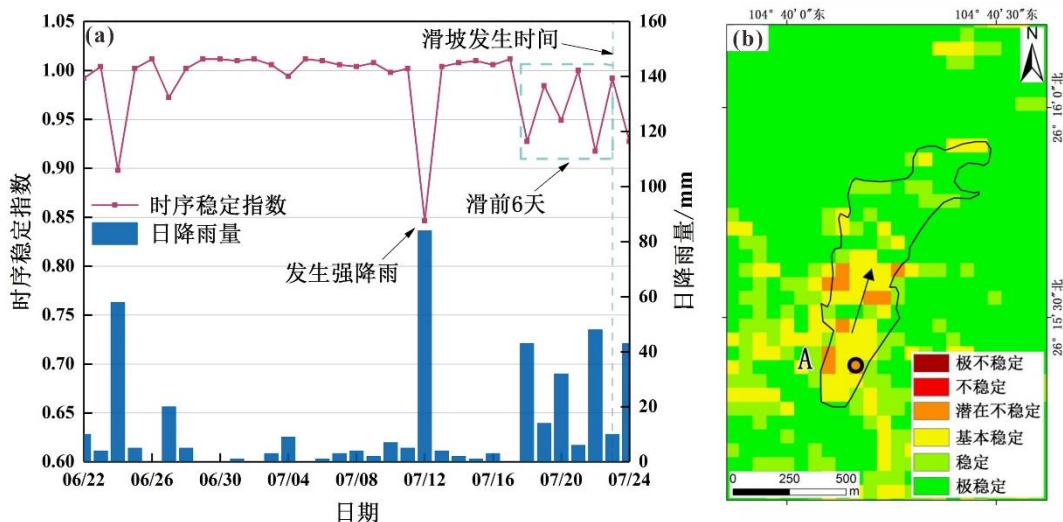 (a)
1.05
1.00
0.95
0.90
0.85
0.80
0.75
0.70
0.65
0.60
时序稳定指数
160
140
120
100
80
60
40
20
0
日降雨量/mm
滑坡发生时间
滑前6天
时序稳定指数
日降雨量
发生强降雨
06/22
06/26
06/30
07/04
07/08
07/12
07/16
07/20
07/24
日期
(b)
104° 40′ 0″东
104° 40′ 30″东
N
26° 16′ 0″北
26° 15′ 30″北
A
极不稳定
不稳定
潜在不稳定
基本稳定
稳定
极稳定
0
250
500
m